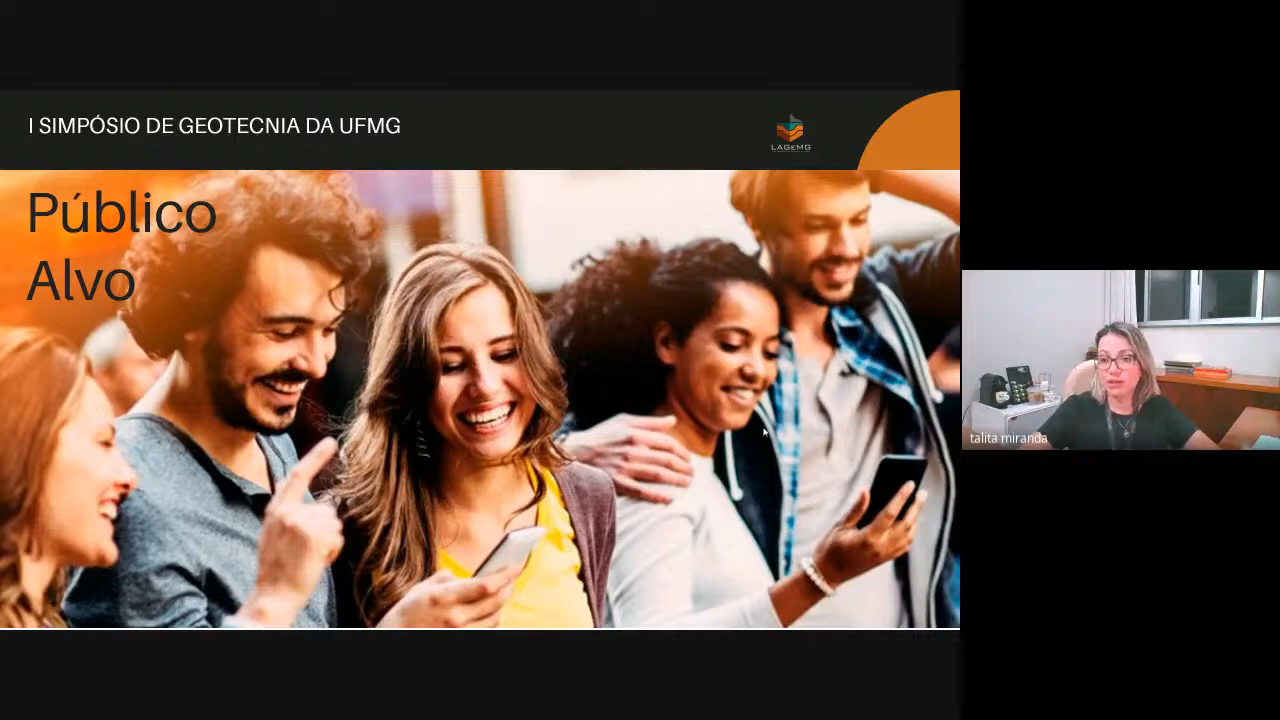 I SIMPÓSIO DE GEOTECNIA DA UFMG
LAGEMG
Público
Alvo
talita miranda